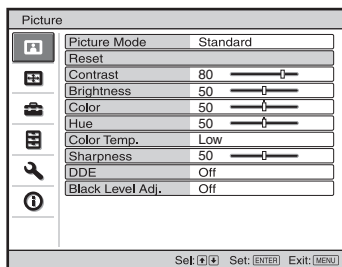 Picture
Picture Mode Standard
Reset
Contrast 80
Brightness 50
Color 50
Hue 50
Color Temp. Low
Sharpness 50
DDE Off
Black Level Adj. Off
Sel: Set: ENTER Exit: MENU